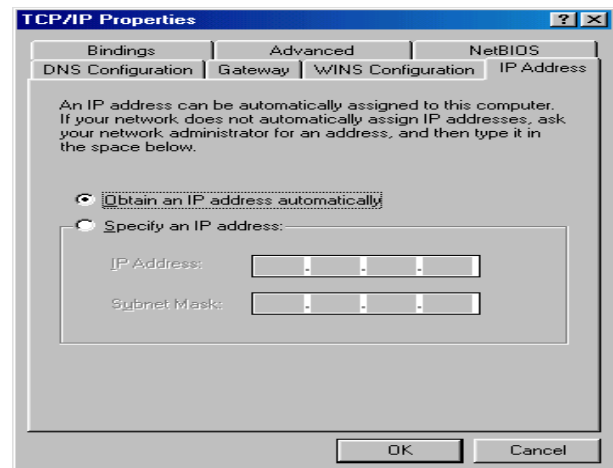 TCP/IP Properties
Bindings Advanced NetBIOS
DNS Configuration Gateway WINS Configuration IP Address
An IP address can be automatically assigned to this computer.
If your network does not automatically assign IP addresses, ask
your network administrator for an address, and then type it in
the space below.
Obtain an IP address automatically
Specify an IP address:
IP Address:
Subnet Mask:
OK Cancel